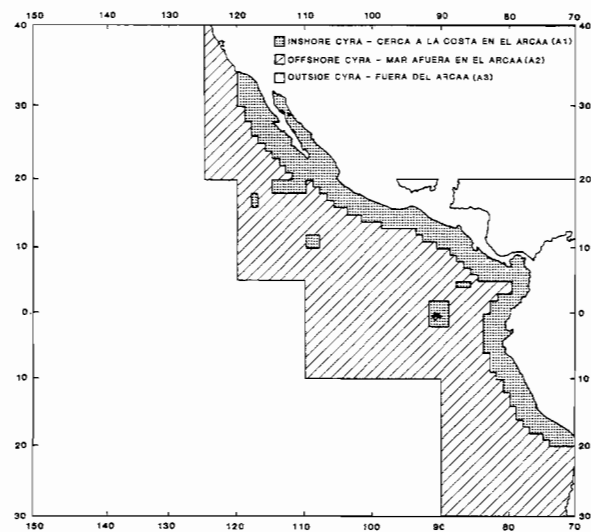 150 140 130 120 110 100 90 80 70
40 40
INSHORE CYRA - CERCA A LA COSTA EN EL ARCAA (A1)
OFFSHORE CYRA - MAR AFUERA EN EL ARCAA (A2)
OUTSIDE CYRA - FUERA DEL ARCAA (A3)
30 30
20 20
10 10
0 0
10 10
20 20
30 30
150 140 130 120 110 100 90 80 70